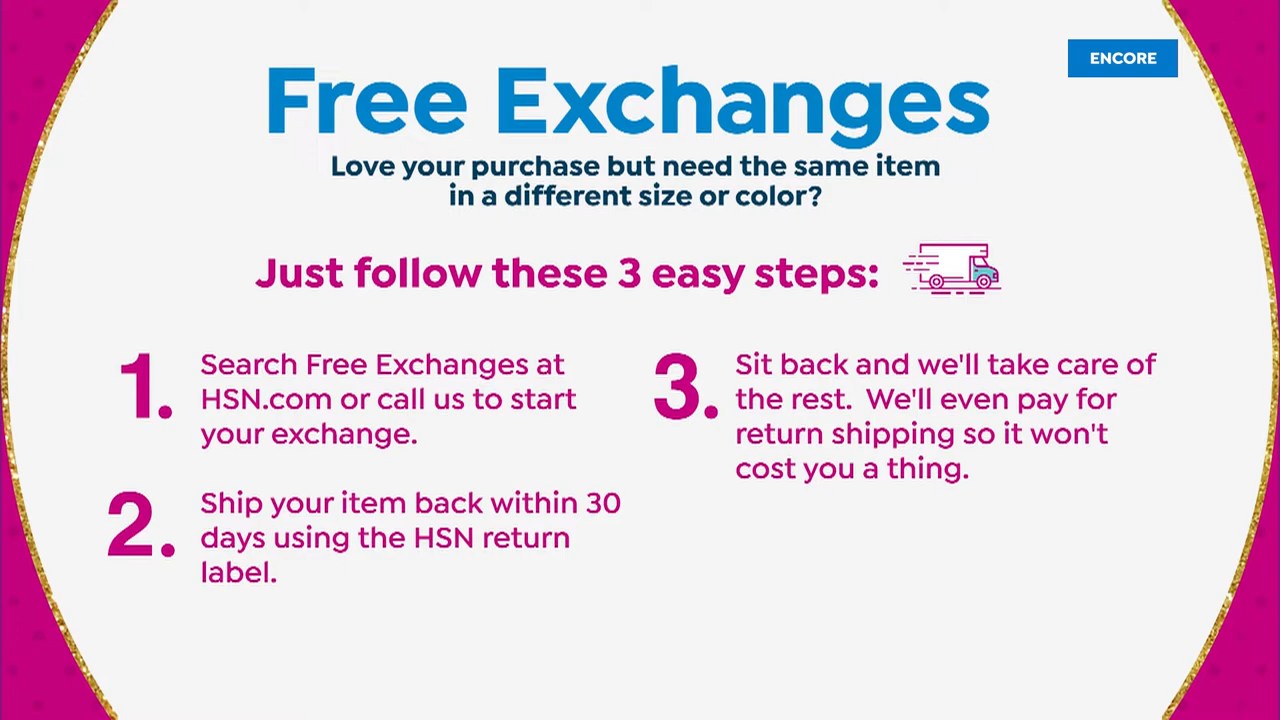 ENCORE
Free Exchanges
Love your purchase but need the same item
in a different size or color?
Just follow these 3 easy steps:
1. Search Free Exchanges at
HSN.com or call us to start
your exchange.
2. Ship your item back within 30
days using the HSN return
label.
3. Sit back and we'll take care of
the rest. We'll even pay for
return shipping so it won't
cost you a thing.